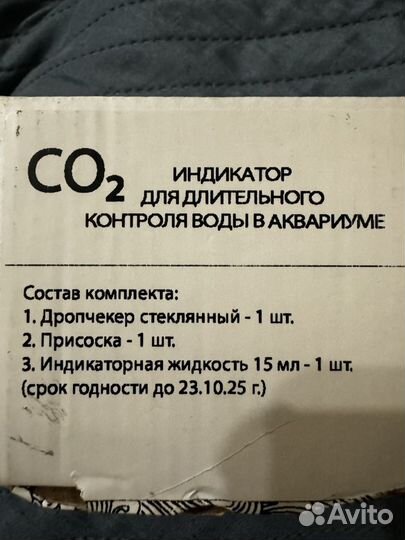 CO₂
ИНДИКАТОР
ДЛЯ ДЛИТЕЛЬНОГО
КОНТРОЛЯ ВОДЫ В АКВАРИУМЕ
Состав комплекта:
1. Дропчекер стеклянный - 1 шт.
2. Присоска - 1 шт.
3. Индикаторная жидкость 15 мл - 1 шт.
(срок годности до 23.10.25 г.)
Avito